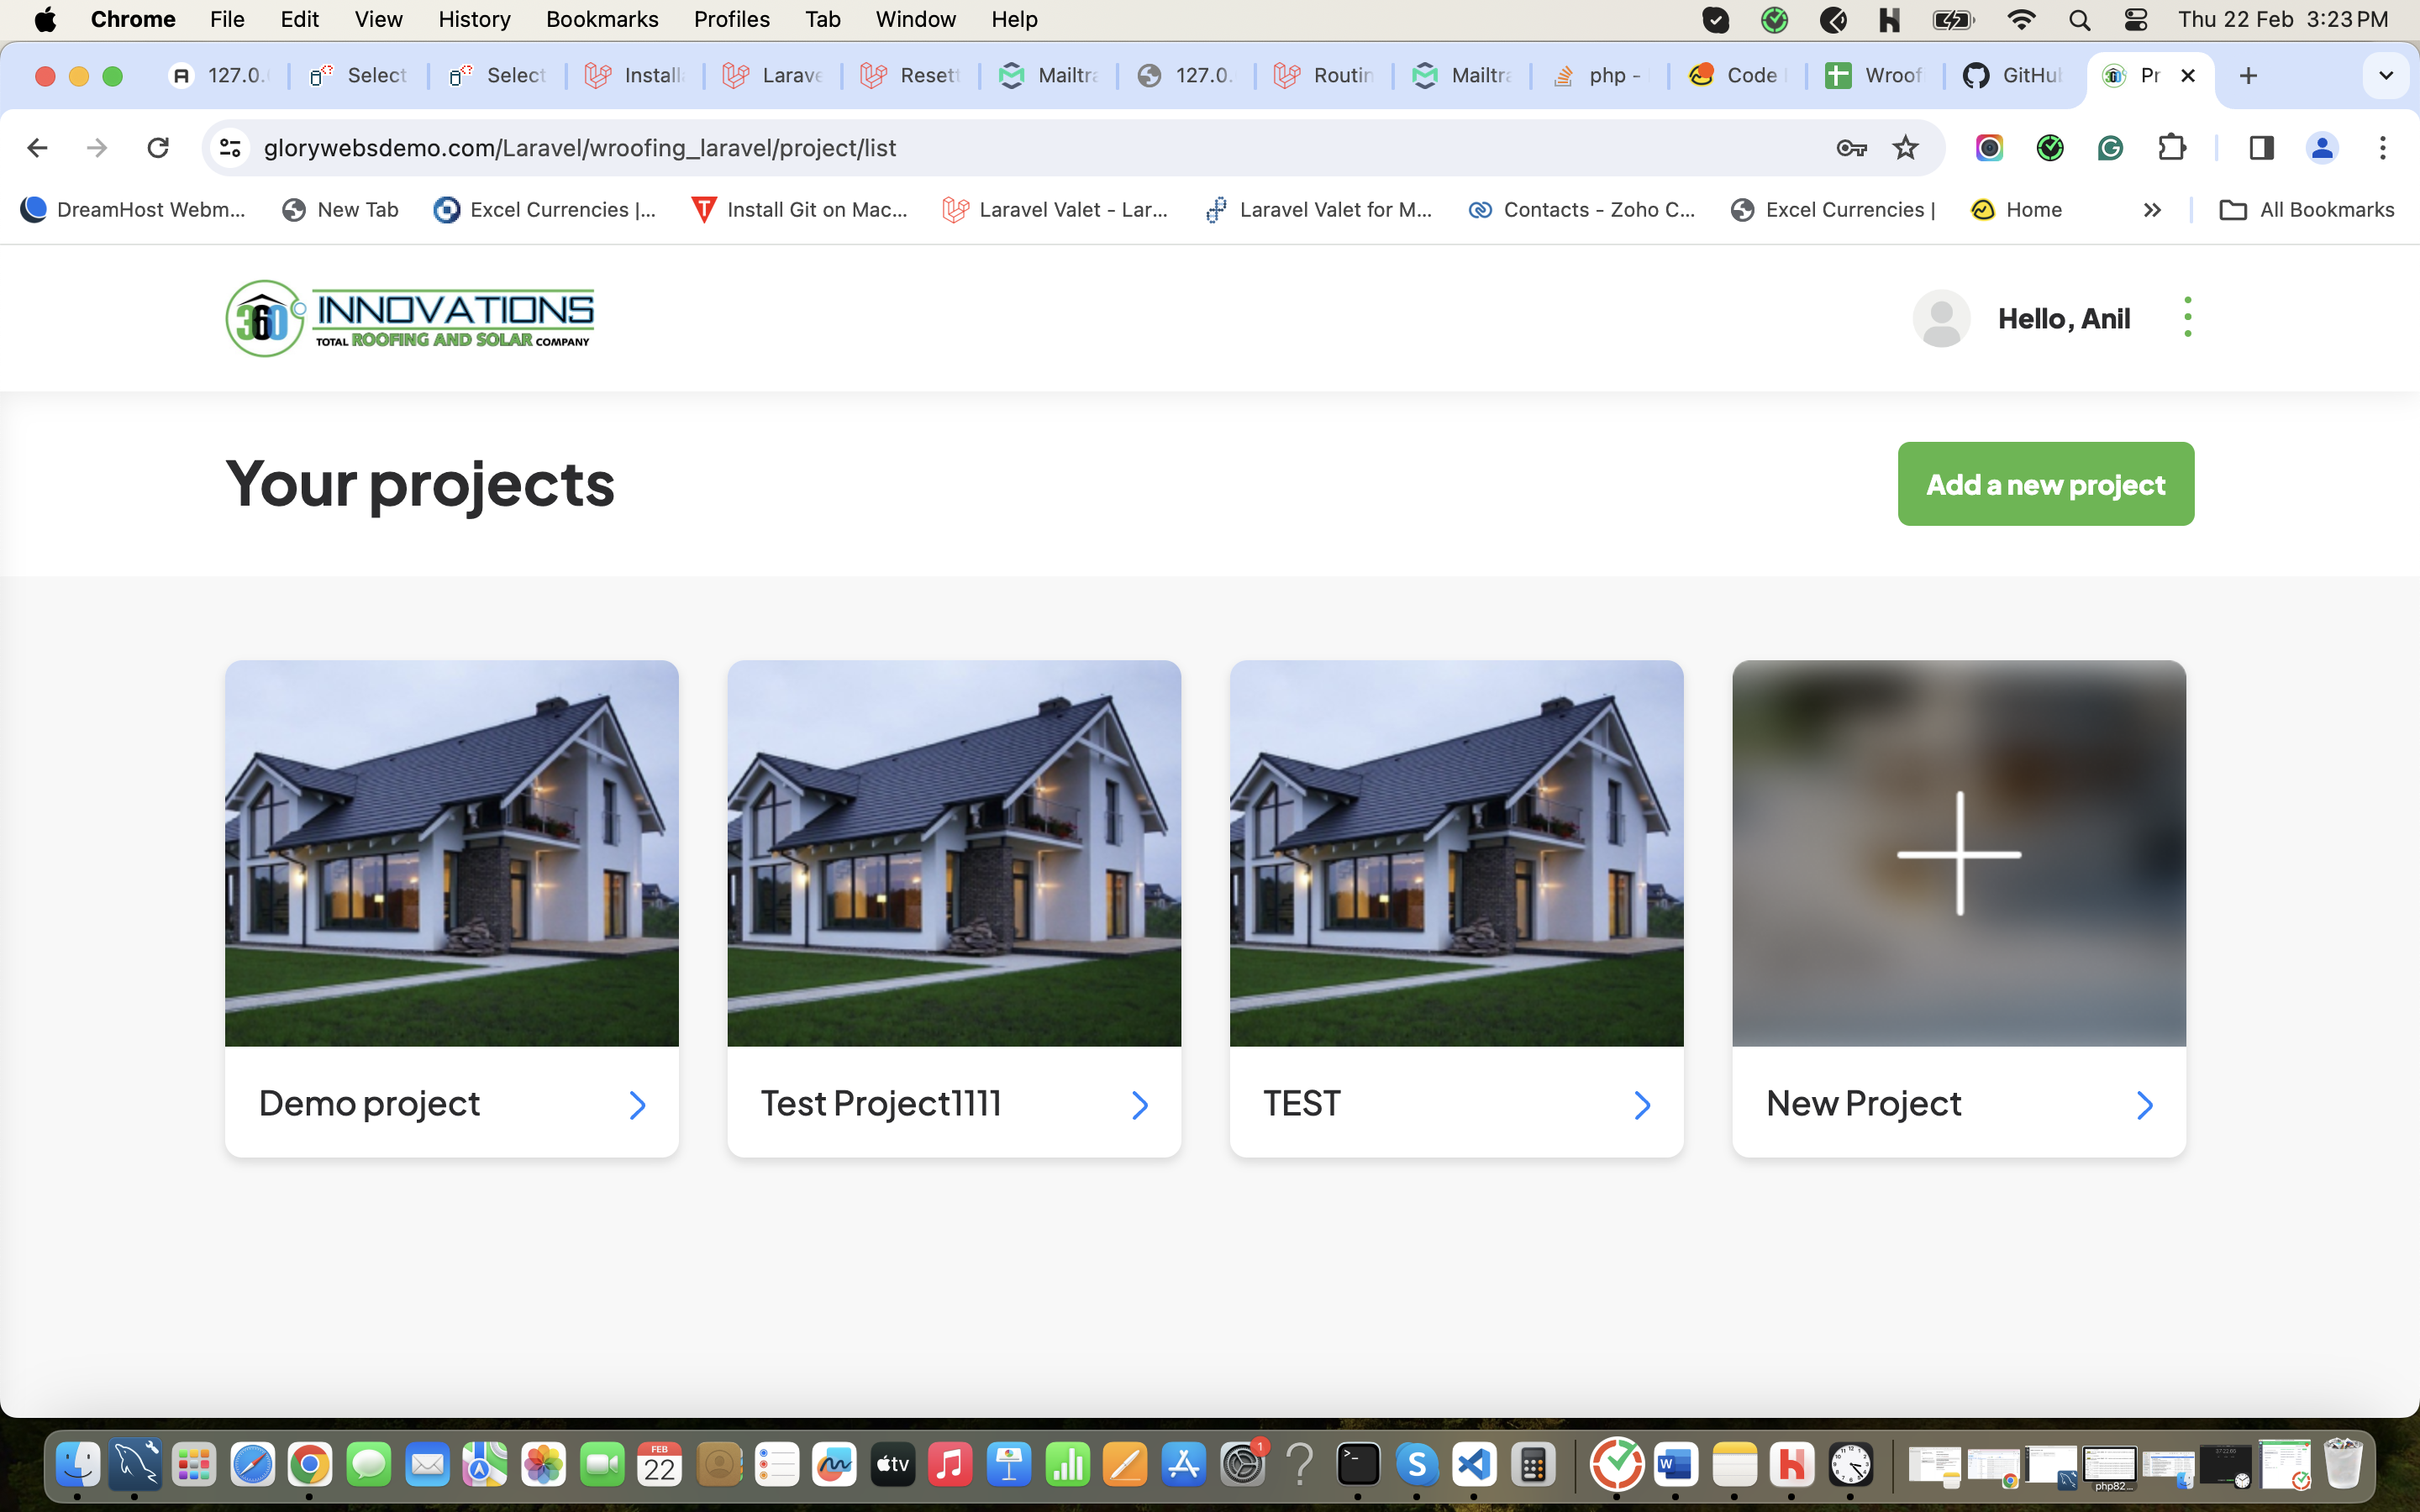 Chrome File Edit View History Bookmarks Profiles Tab Window Help Thu 22 Feb 3:23 PM
127.0. Select Select Install Larave Reset Mailtra 127.0. Routin Mailtra php - Code Wroof GitHu Pr
glorywebsdemo.com/Laravel/wroofing_laravel/project/list
DreamHost Webm... New Tab Excel Currencies |... Install Git on Mac... Laravel Valet - Lar... Laravel Valet for M... Contacts - Zoho C... Excel Currencies | Home All Bookmarks
360 INNOVATIONS
TOTAL ROOFING AND SOLAR COMPANY
Hello, Anil
Your projects
Add a new project
Demo project
Test Project1111
TEST
New Project
FEB
22
tv
1
php82...